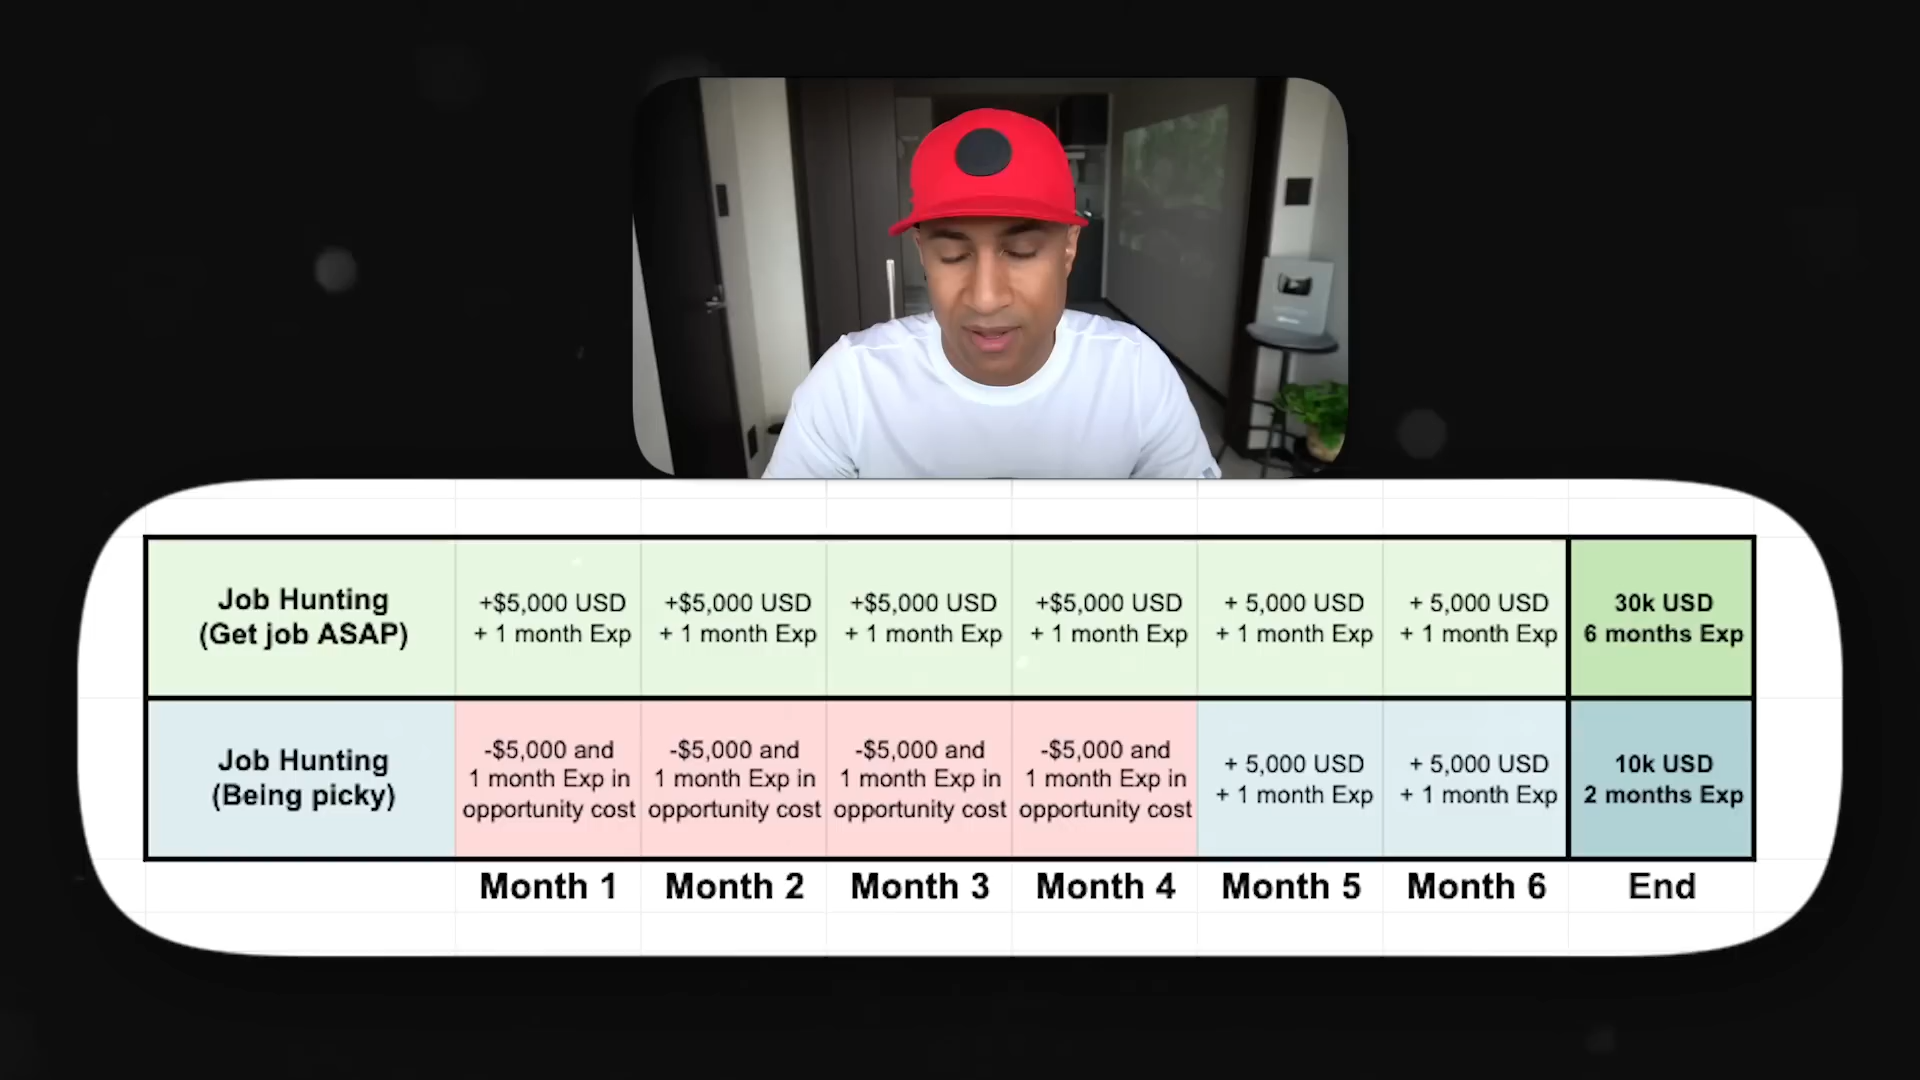 Job Hunting
(Get job ASAP)
+$5,000 USD
+ 1 month Exp
+$5,000 USD
+ 1 month Exp
+$5,000 USD
+ 1 month Exp
+$5,000 USD
+ 1 month Exp
+ 5,000 USD
+ 1 month Exp
+ 5,000 USD
+ 1 month Exp
30k USD
6 months Exp
Job Hunting
(Being picky)
-$5,000 and
1 month Exp in
opportunity cost
-$5,000 and
1 month Exp in
opportunity cost
-$5,000 and
1 month Exp in
opportunity cost
-$5,000 and
1 month Exp in
opportunity cost
+ 5,000 USD
+ 1 month Exp
+ 5,000 USD
+ 1 month Exp
10k USD
2 months Exp
Month 1
Month 2
Month 3
Month 4
Month 5
Month 6
End